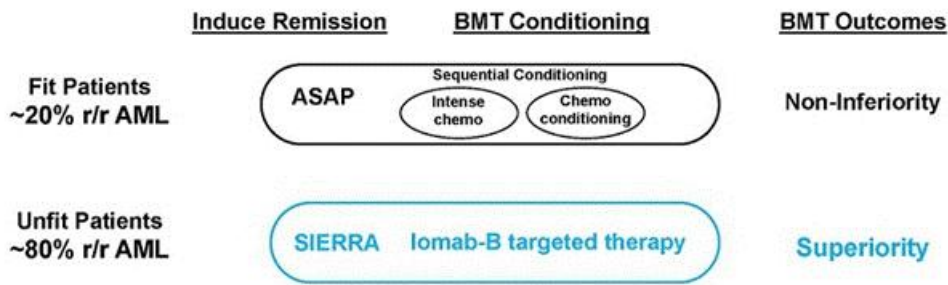 Induce Remission BMT Conditioning BMT Outcomes
Fit Patients
~20% r/r AML
ASAP
Sequential Conditioning
Intense
chemo
Chemo
conditioning
Non-Inferiority
Unfit Patients
~80% r/r AML
SIERRA Iomab-B targeted therapy
Superiority